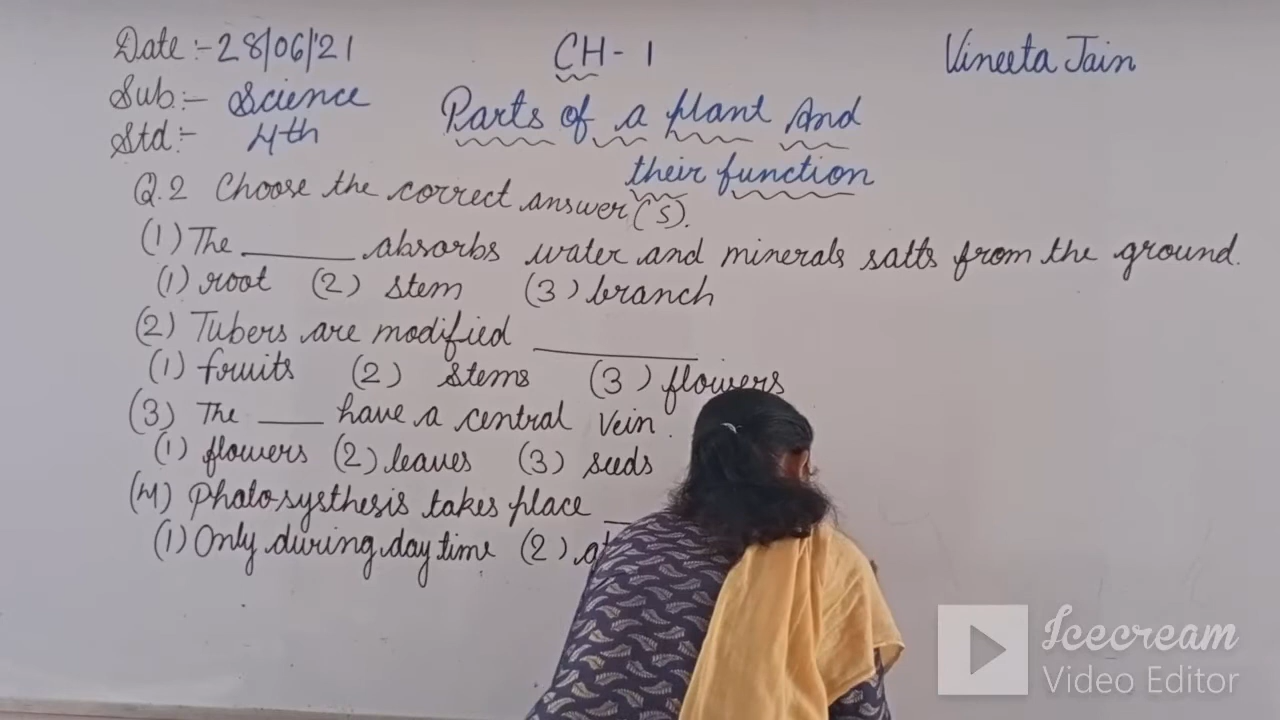 Date:- 28/06/21 CH- 1 Vineeta Jain
Sub:- Science Parts of a plant And
Std:- 4th their function
Q.2 Choose the correct answer(s).
(1) The ______ absorbs water and minerals salts from the ground.
(1) root (2) stem (3) branch
(2) Tubers are modified ______
(1) fruits (2) stems (3) flowers
(3) The ____ have a central vein.
(1) flowers (2) leaves (3) seeds
(4) Photosysthesis takes place __
(1) Only during day time (2)
Icecream
Video Editor